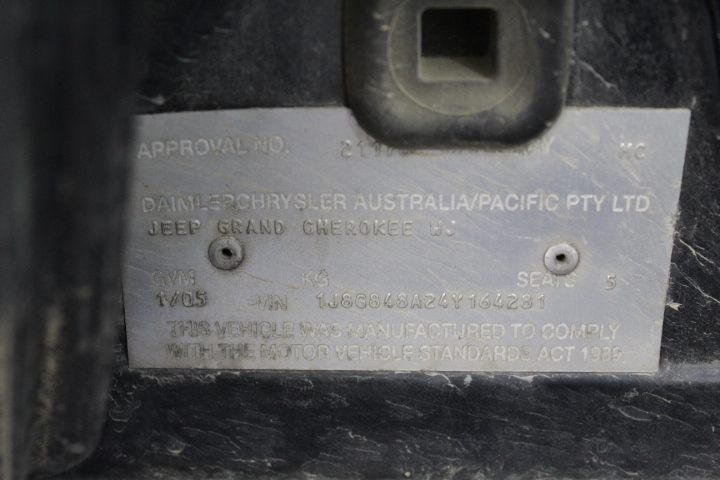 APPROVAL NO. MC
DAIMLERCHRYSLER AUSTRALIA/PACIFIC PTY LTD
JEEP GRAND CHEROKEE WJ
GVM KG SEATS 5
1/05 VIN 1J8G848A24Y164281
THIS VEHICLE WAS MANUFACTURED TO COMPLY
WITH THE MOTOR VEHICLE STANDARDS ACT 1989